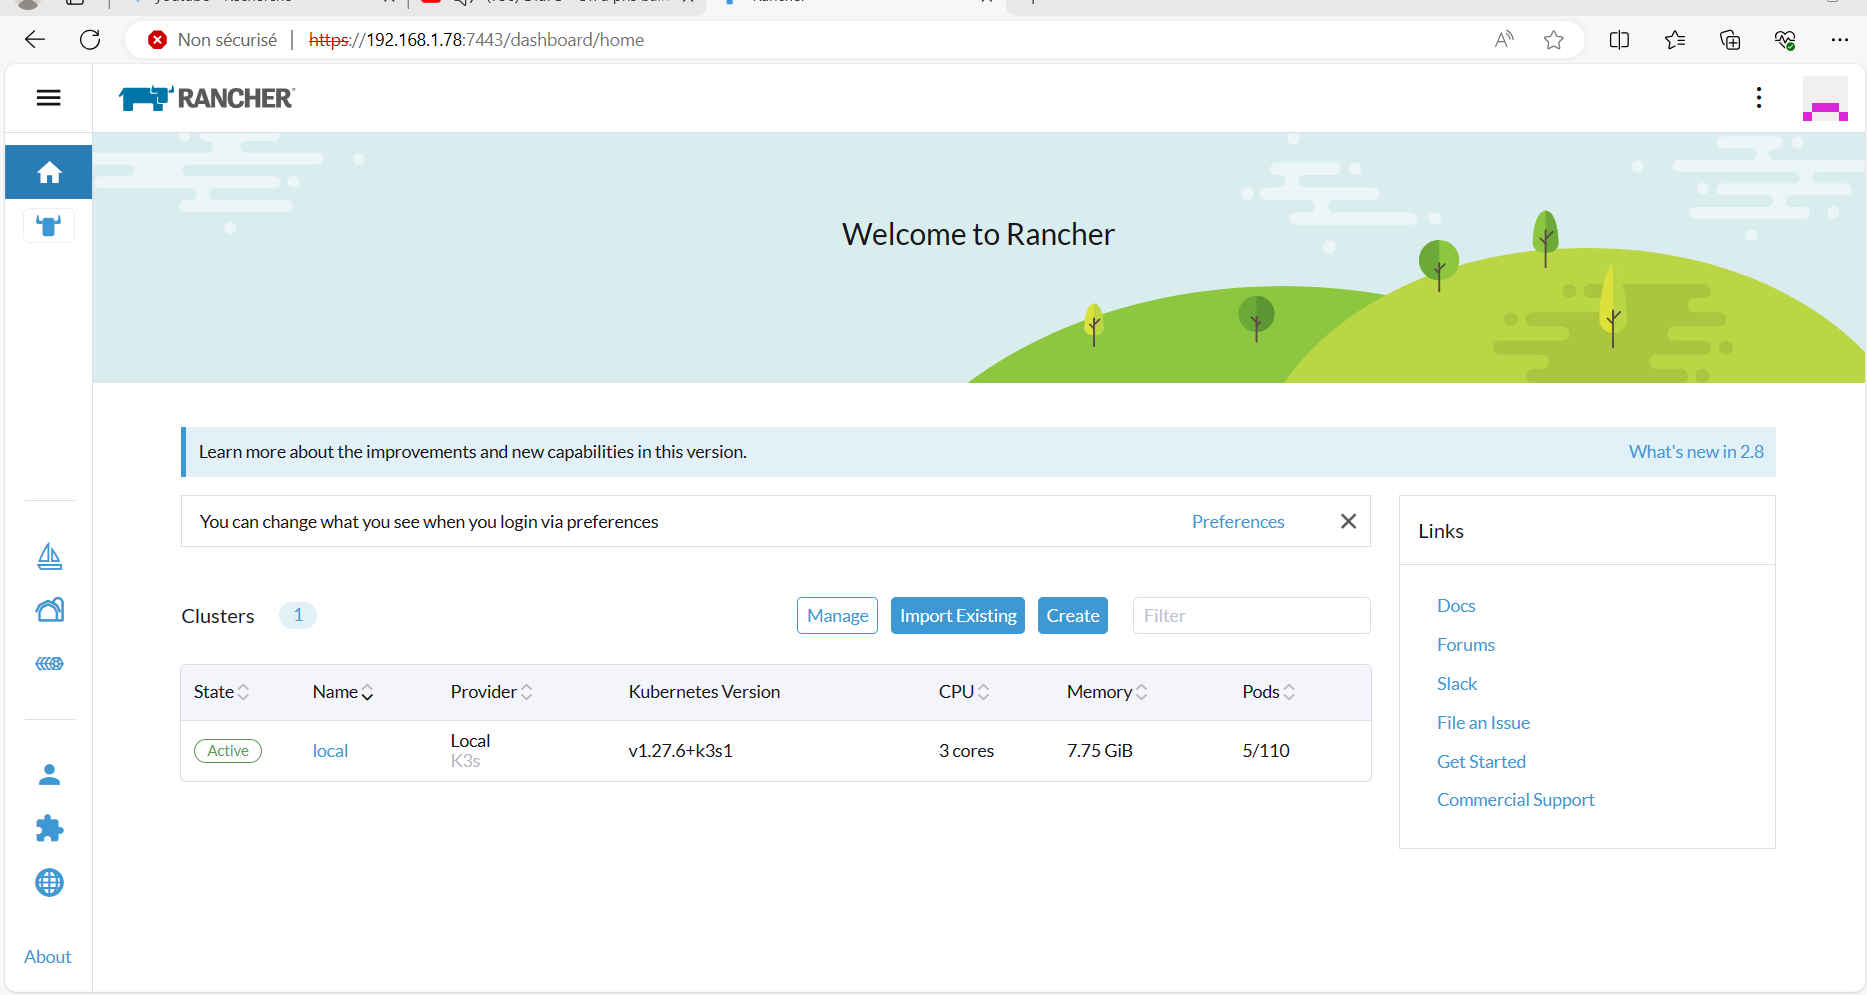 Non sécurisé | https://192.168.1.78:7443/dashboard/home
RANCHER
Welcome to Rancher
Learn more about the improvements and new capabilities in this version.
What's new in 2.8
You can change what you see when you login via preferences
Preferences
Clusters
1
Manage
Import Existing
Create
Filter
State
Name
Provider
Kubernetes Version
CPU
Memory
Pods
Active
local
Local
K3s
v1.27.6+k3s1
3 cores
7.75 GiB
5/110
Links
Docs
Forums
Slack
File an Issue
Get Started
Commercial Support
About